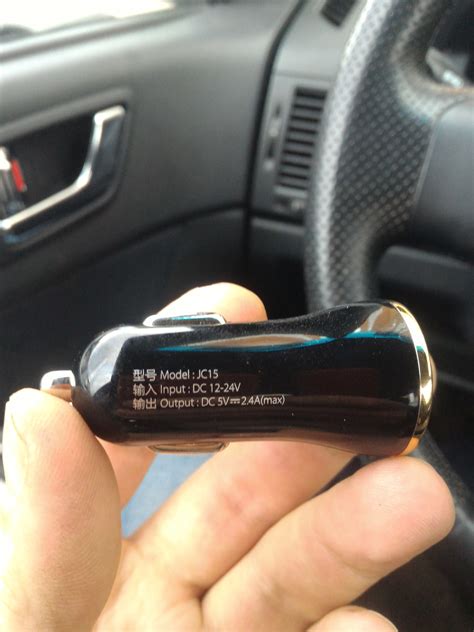 型号 Model : JC15
输入 Input : DC 12-24V
输出 Output : DC 5V⎓2.4A(max)